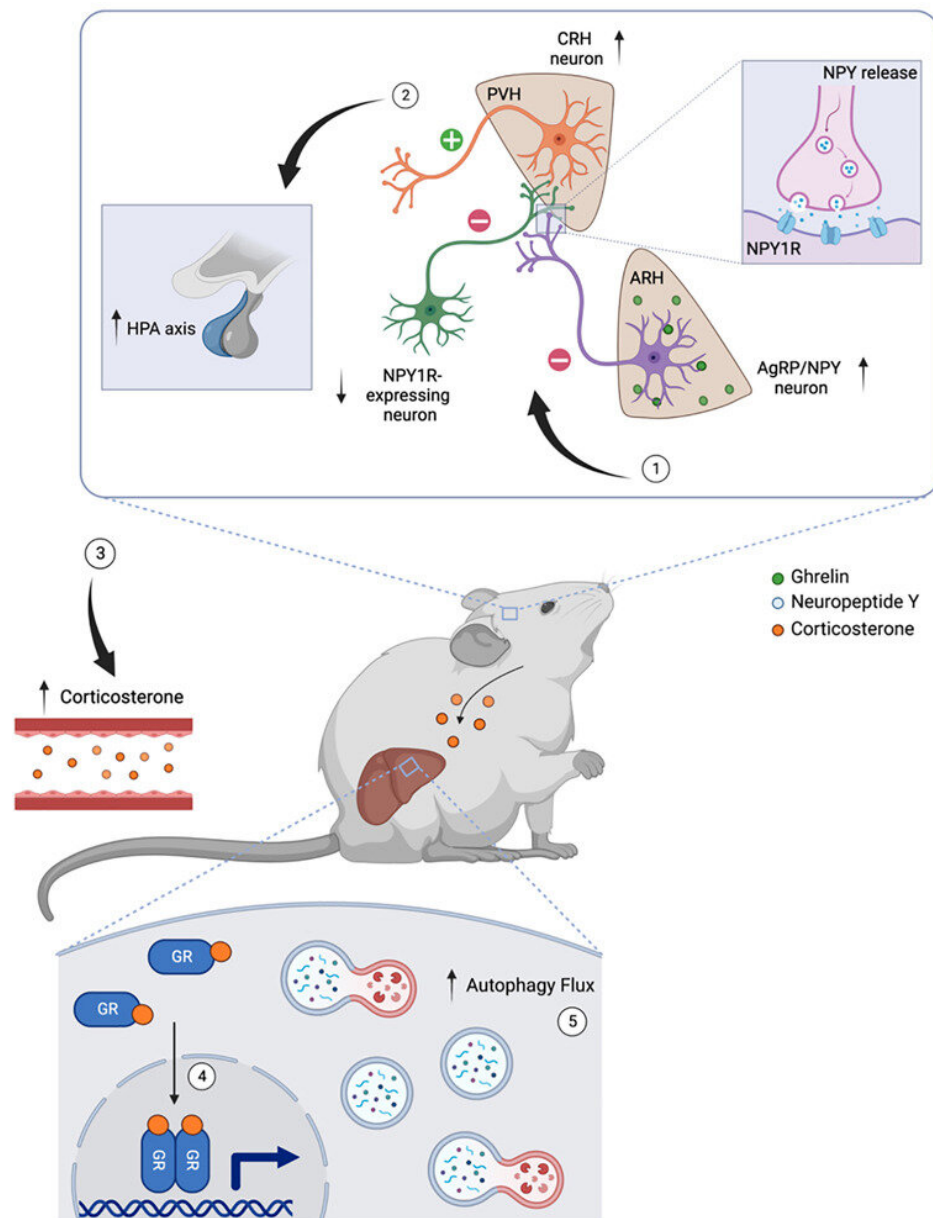 CRH
neuron
PVH
2
NPY release
NPY1R
HPA axis
ARH
NPY1R-
expressing
neuron
AgRP/NPY
neuron
1
3
Ghrelin
Neuropeptide Y
Corticosterone
Corticosterone
GR
GR
Autophagy Flux
5
4
GR
GR